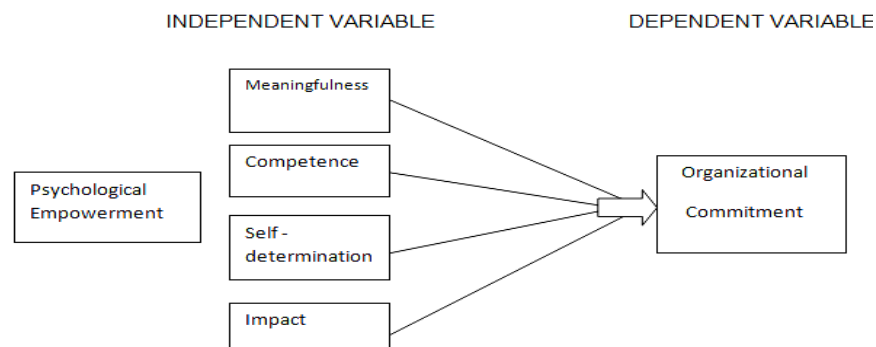 INDEPENDENT VARIABLE
DEPENDENT VARIABLE
Meaningfulness
Competence
Psychological
Empowerment
Self -
determination
Impact
Organizational
Commitment